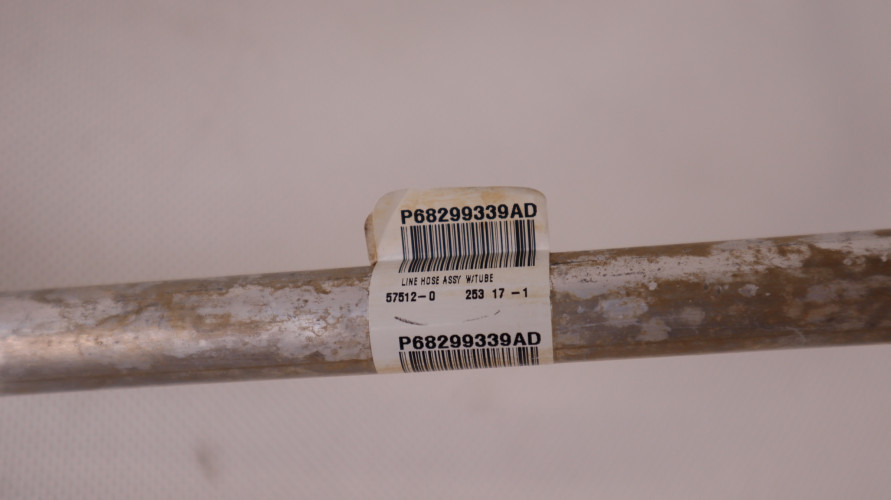 P68299339AD
LINE HOSE ASSY W/TUBE
57512-0 253 17-1
P68299339AD